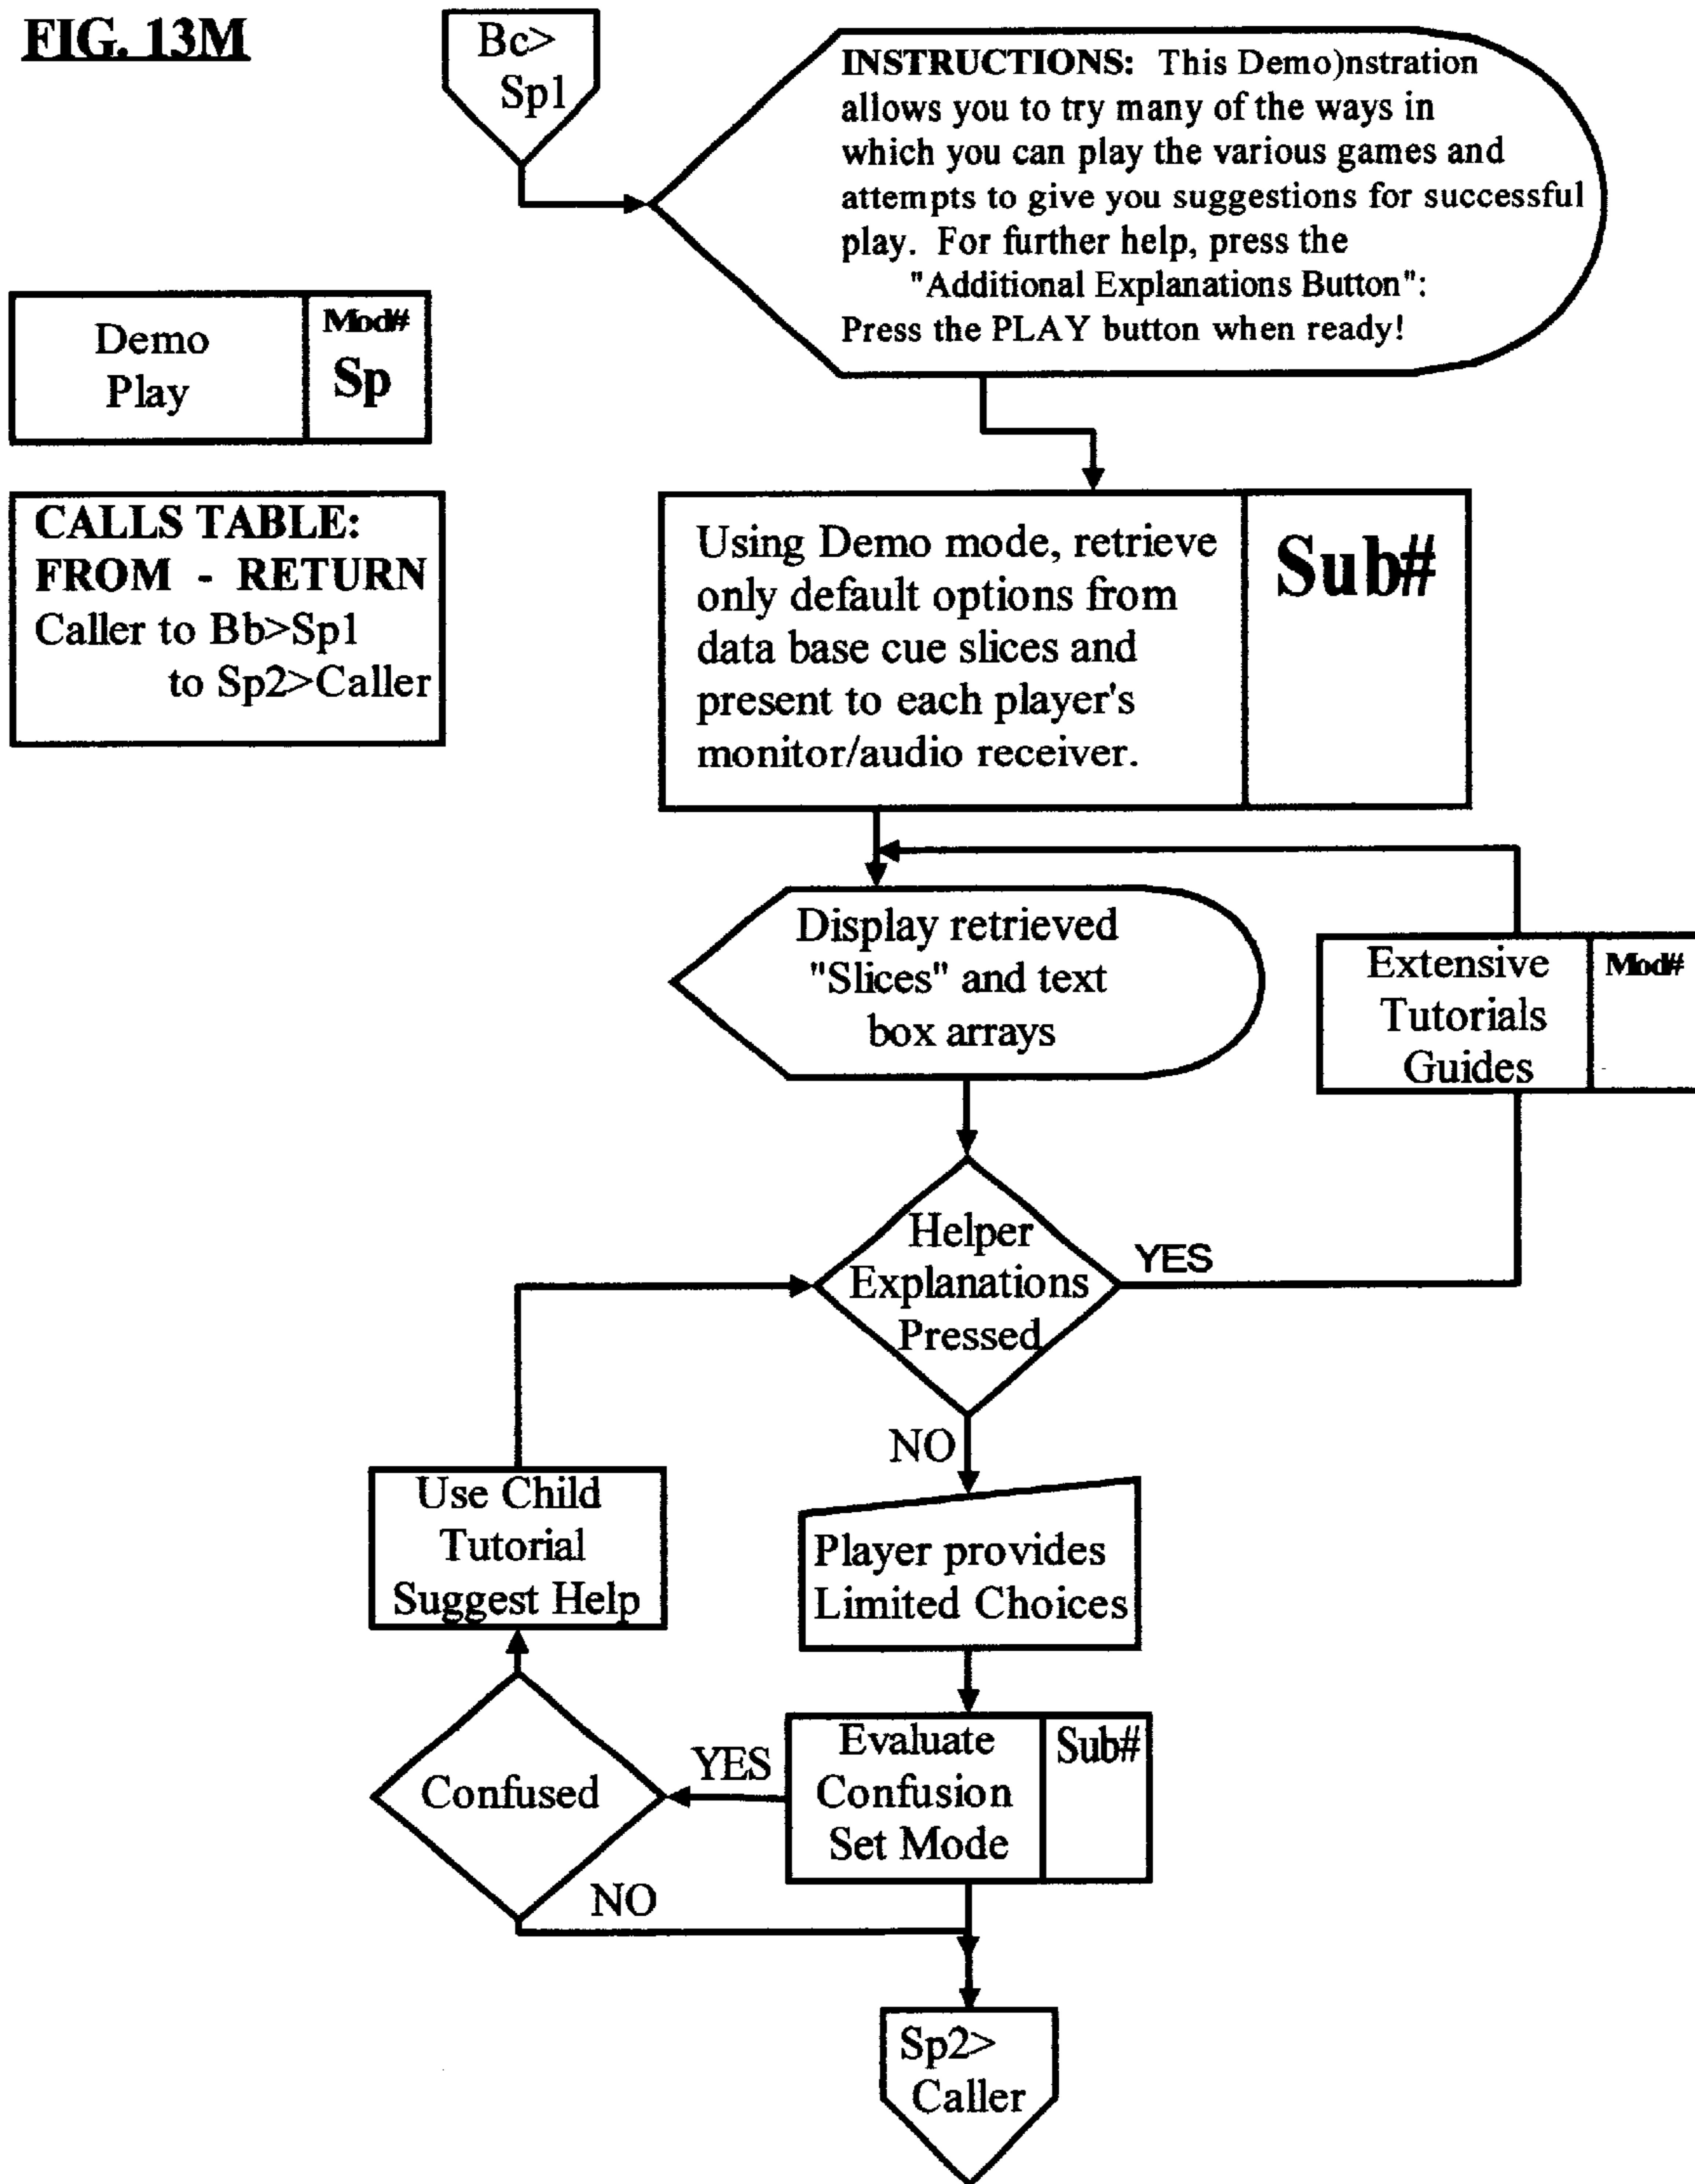 FIG. 13M
Bc>
Sp1
INSTRUCTIONS: This Demo)nstration
allows you to try many of the ways in
which you can play the various games and
attempts to give you suggestions for successful
play. For further help, press the
"Additional Explanations Button":
Press the PLAY button when ready!
Demo
Play
Mod#
Sp
CALLS TABLE:
FROM - RETURN
Caller to Bb>Sp1
to Sp2>Caller
Using Demo mode, retrieve
only default options from
data base cue slices and
present to each player's
monitor/audio receiver.
Sub#
Display retrieved
"Slices" and text
box arrays
Extensive
Tutorials
Guides
Mod#
Helper
Explanations
Pressed
YES
NO
Use Child
Tutorial
Suggest Help
Player provides
Limited Choices
Confused
YES
Evaluate
Confusion
Set Mode
Sub#
NO
Sp2>
Caller